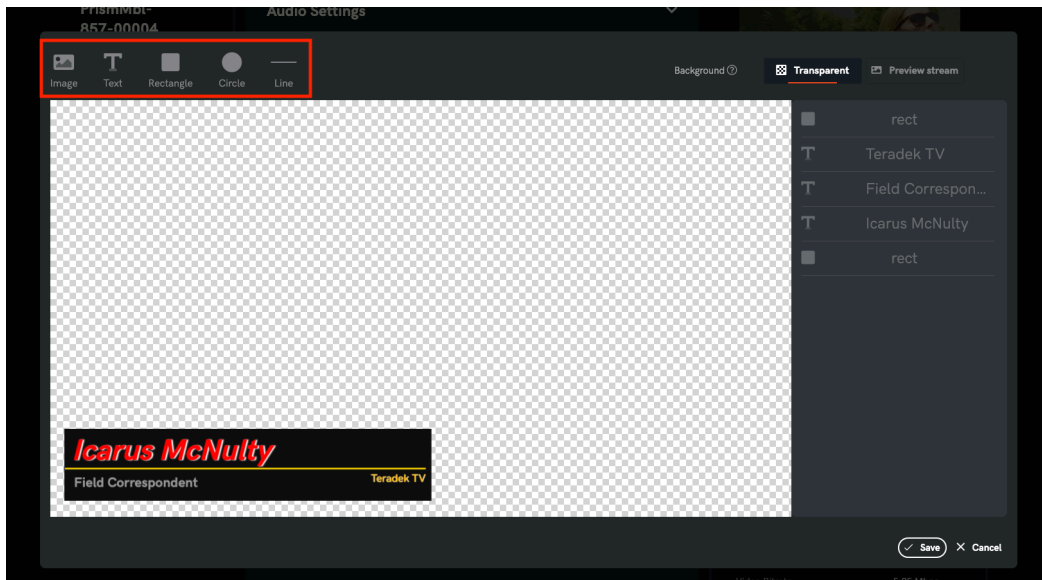 PrismMbl-
857-00004
Audio Settings
Image
Text
Rectangle
Circle
Line
Background
Transparent
Preview stream
rect
Teradek TV
Field Correspon...
Icarus McNulty
rect
Icarus McNulty
Field Correspondent
Teradek TV
Save
Cancel